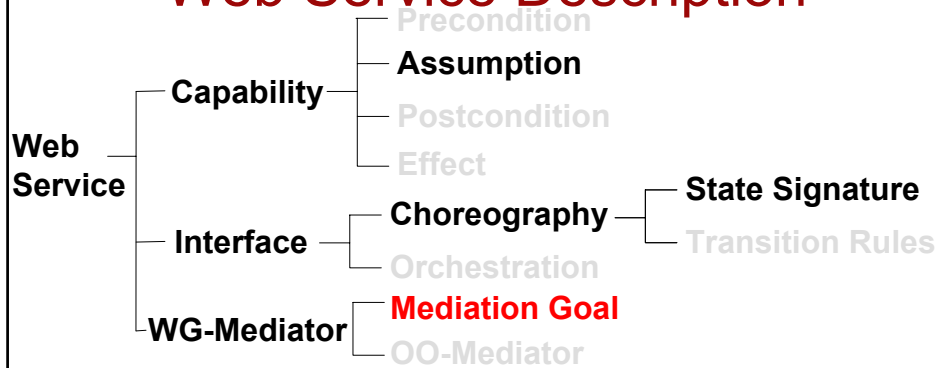 Web Service Description
Precondition
Assumption
Capability
Postcondition
Effect
Web
Service
State Signature
Choreography
Transition Rules
Interface
Orchestration
Mediation Goal
WG-Mediator
OO-Mediator